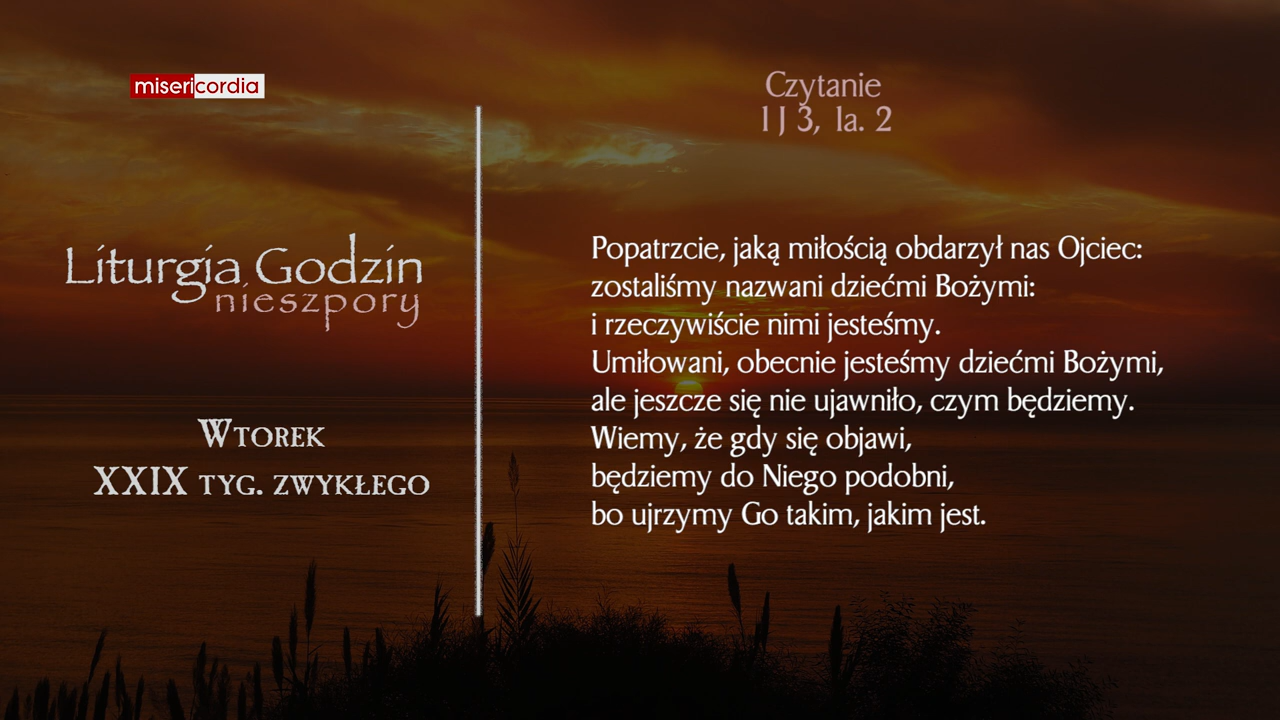 misericordia
Liturgia Godzin
nieszpory
Wtorek
XXIX tyg. zwykłego
Czytanie
1 J 3, 1a. 2
Popatrzcie, jaką miłością obdarzył nas Ojciec:
zostaliśmy nazwani dziećmi Bożymi:
i rzeczywiście nimi jesteśmy.
Umiłowani, obecnie jesteśmy dziećmi Bożymi,
ale jeszcze się nie ujawniło, czym będziemy.
Wiemy, że gdy się objawi,
będziemy do Niego podobni,
bo ujrzymy Go takim, jakim jest.